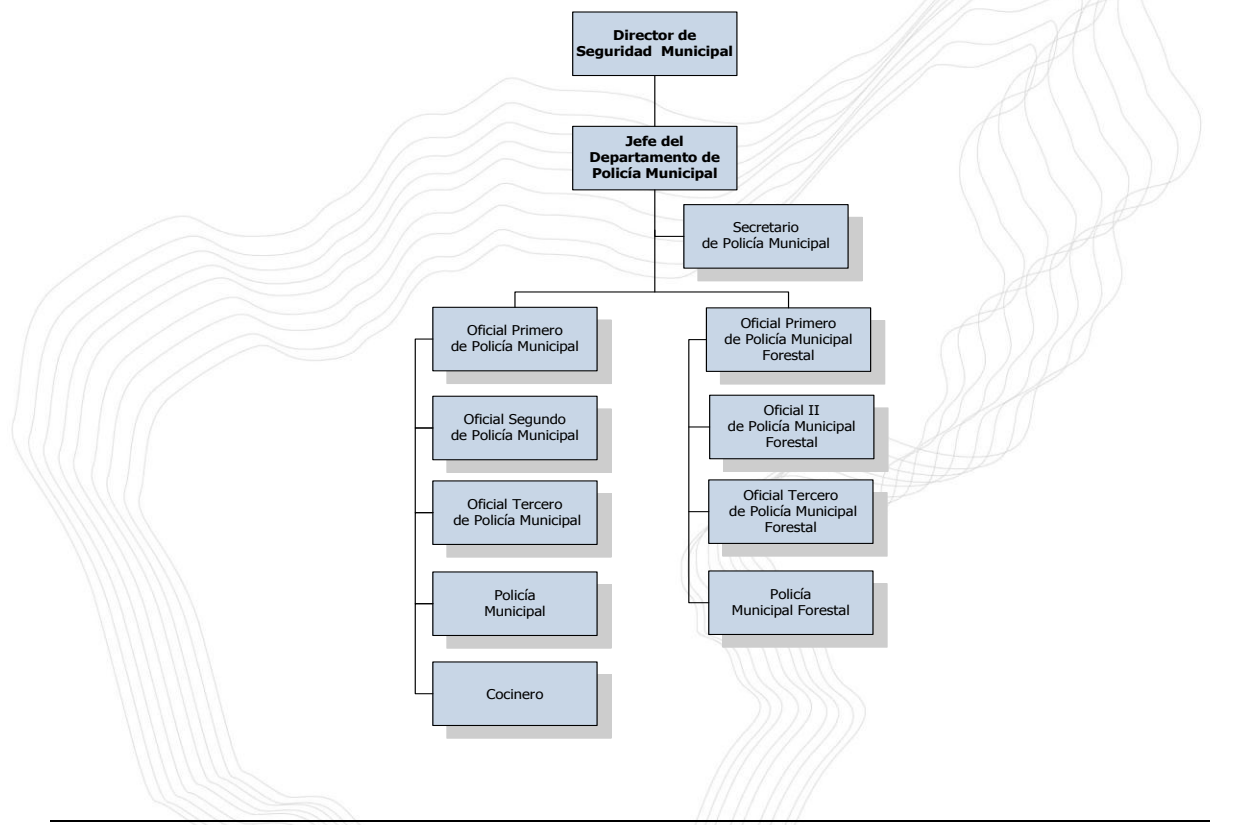 Director de
Seguridad Municipal
Jefe del
Departamento de
Policía Municipal
Secretario
de Policía Municipal
Oficial Primero
de Policía Municipal
Oficial Segundo
de Policía Municipal
Oficial Tercero
de Policía Municipal
Policía
Municipal
Cocinero
Oficial Primero
de Policía Municipal
Forestal
Oficial II
de Policía Municipal
Forestal
Oficial Tercero
de Policía Municipal
Forestal
Policía
Municipal Forestal